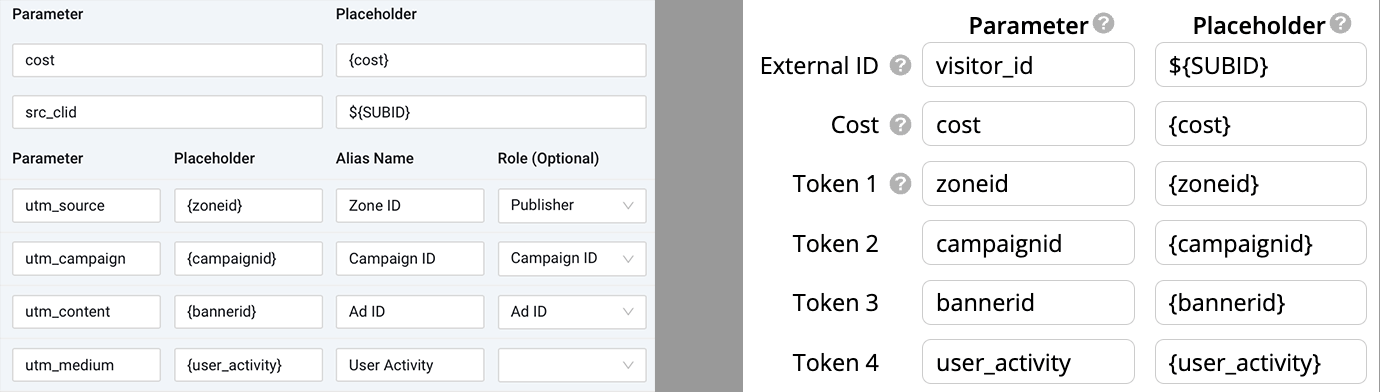 Parameter Placeholder
cost {cost}
src_clid ${SUBID}
Parameter Placeholder Alias Name Role (Optional)
utm_source {zoneid} Zone ID Publisher
utm_campaign {campaignid} Campaign ID Campaign ID
utm_content {bannerid} Ad ID Ad ID
utm_medium {user_activity} User Activity
Parameter ? Placeholder ?
External ID ? visitor_id ${SUBID}
Cost ? cost {cost}
Token 1 ? zoneid {zoneid}
Token 2 campaignid {campaignid}
Token 3 bannerid {bannerid}
Token 4 user_activity {user_activity}